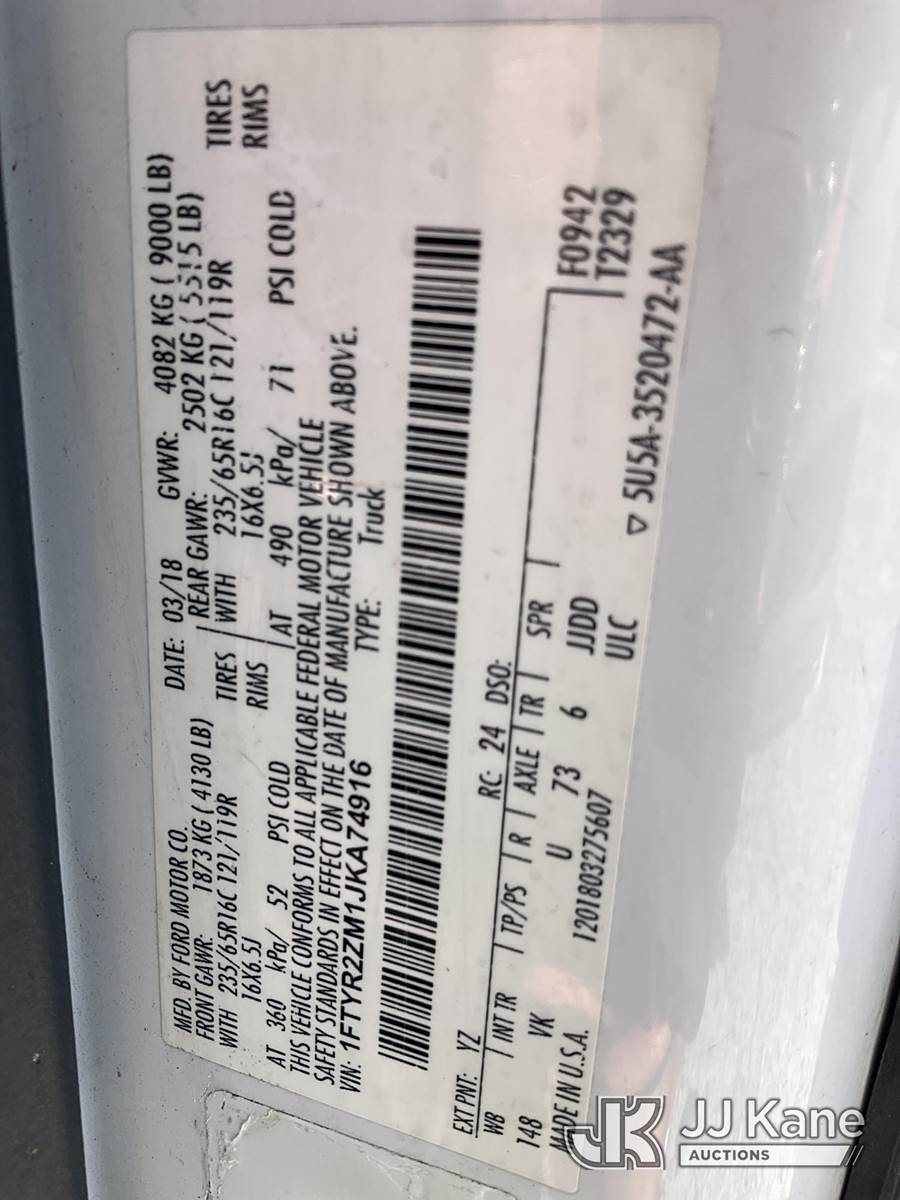 MFD. BY FORD MOTOR CO. DATE: 03/18 GVWR: 4082 KG ( 9000 LB)
FRONT GAWR: 1873 KG ( 4130 LB) REAR GAWR: 2502 KG ( 5515 LB)
WITH 235/65R16C 121/119R TIRES WITH 235/65R16C 121/119R TIRES
16X6.5J RIMS 16X6.5J RIMS
AT 360 kPa/ 52 PSI COLD AT 490 kPa/ 71 PSI COLD
THIS VEHICLE CONFORMS TO ALL APPLICABLE FEDERAL MOTOR VEHICLE
SAFETY STANDARDS IN EFFECT ON THE DATE OF MANUFACTURE SHOWN ABOVE.
VIN: 1FTYR2ZM1JKA74916 TYPE: Truck
EXT PNT: YZ RC: 24 DSO:
WB INT TR TP/PS R AXLE TR SPR F0942
148 VK U 73 6 JJDD T2329
MADE IN U.S.A. 1201803275607 ULC ▽ 5U5A-3520472-AA
JK JJ Kane
AUCTIONS